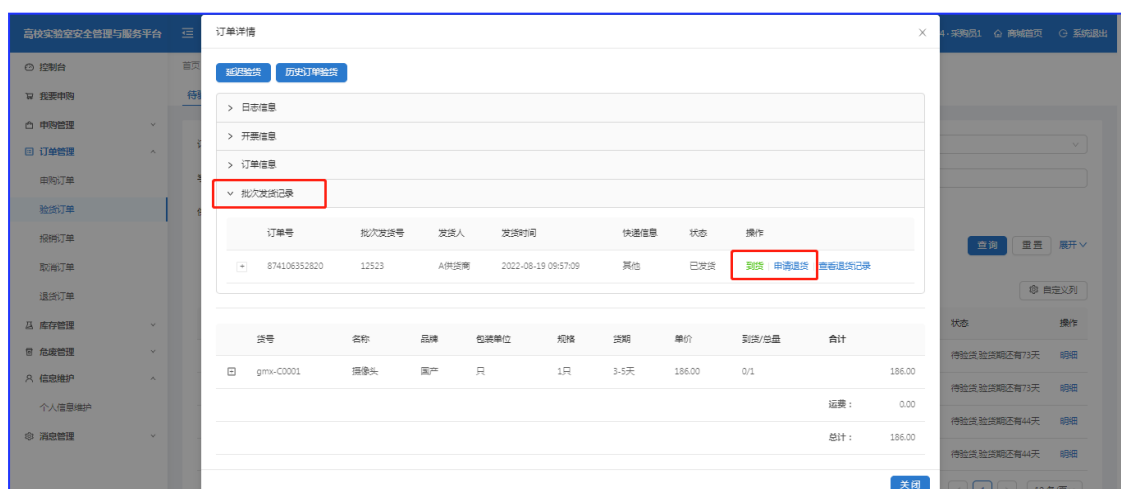 高校实验室安全管理与服务平台
4 - 采购员1 商城首页 系统退出
控制台
我要申购
申购管理
订单管理
申购订单
验货订单
报销订单
取消订单
退货订单
库存管理
危废管理
信息维护
个人信息维护
消息管理
首页
订单详情
延迟验货 历史订单验货
日志信息
开票信息
订单信息
批次发货记录
订单号 批次发货号 发货人 发货时间 快递信息 状态 操作
874106352820 12523 A供货商 2022-08-19 09:57:09 其他 已发货 到货 申请退货 查看退货记录
货号 名称 品牌 包装单位 规格 货期 单价 到货/总量 合计
gmx-C0001 摄像头 国产 只 1只 3-5天 186.00 0/1 186.00
运费： 0.00
总计： 186.00
关闭
查询 重置 展开
自定义列
状态 操作
待验货,验货期还有73天 明细
待验货,验货期还有73天 明细
待验货,验货期还有44天 明细
待验货,验货期还有44天 明细
1